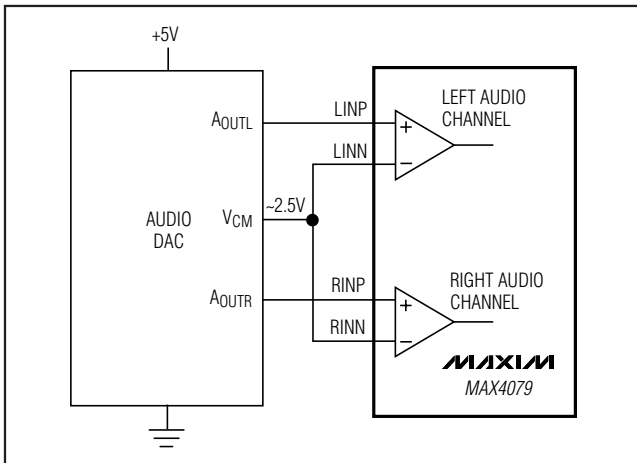 +5V
AOUTL
LINP
LEFT AUDIO
CHANNEL
LINN
AUDIO
DAC
VCM
~2.5V
AOUTR
RINP
RIGHT AUDIO
CHANNEL
RINN
MAXIM
MAX4079
+
−
+
−